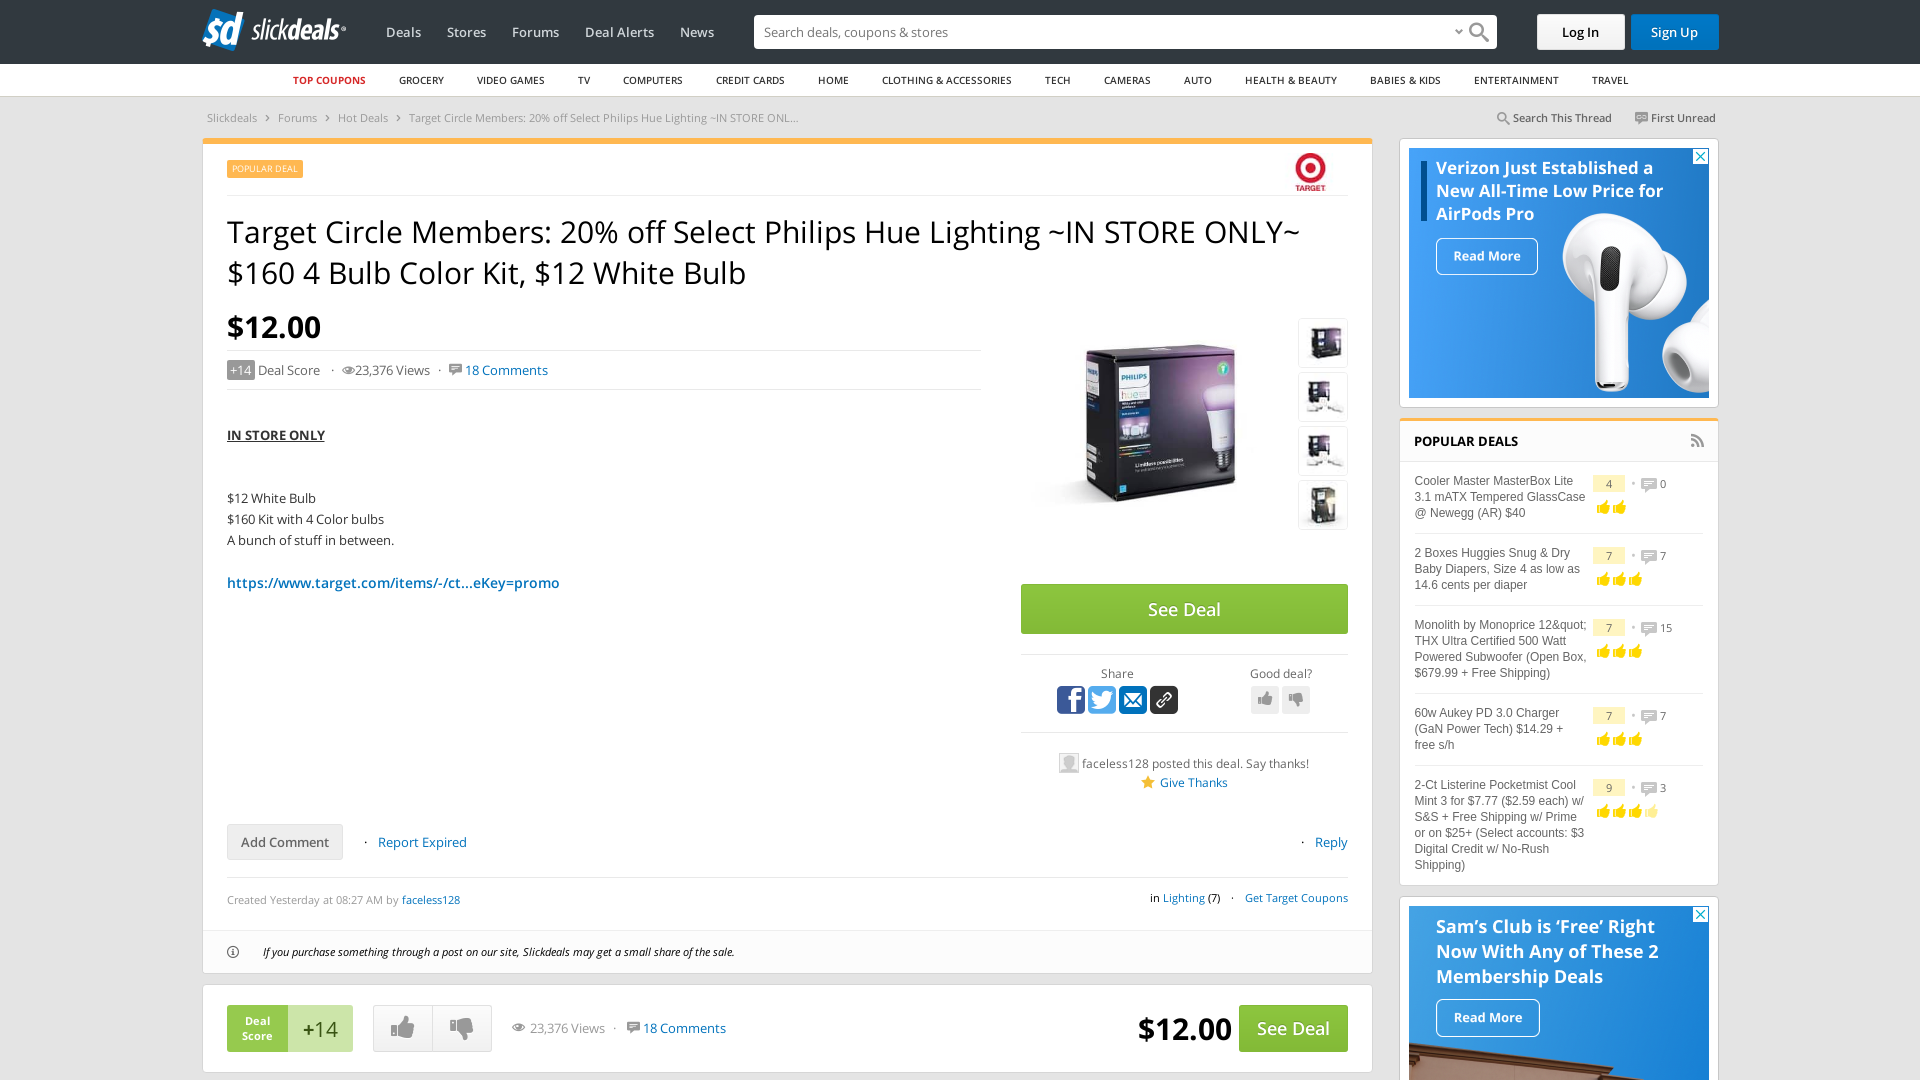 slickdeals
Deals
Stores
Forums
Deal Alerts
News
Search deals, coupons & stores
Log In
Sign Up
TOP COUPONS
GROCERY
VIDEO GAMES
TV
COMPUTERS
CREDIT CARDS
HOME
CLOTHING & ACCESSORIES
TECH
CAMERAS
AUTO
HEALTH & BEAUTY
BABIES & KIDS
ENTERTAINMENT
TRAVEL
Slickdeals > Forums > Hot Deals > Target Circle Members: 20% off Select Philips Hue Lighting ~IN STORE ONL...
Search This Thread
First Unread
POPULAR DEAL
TARGET
Target Circle Members: 20% off Select Philips Hue Lighting ~IN STORE ONLY~
$160 4 Bulb Color Kit, $12 White Bulb
$12.00
+14 Deal Score · 23,376 Views · 18 Comments
IN STORE ONLY
$12 White Bulb
$160 Kit with 4 Color bulbs
A bunch of stuff in between.
https://www.target.com/items/-/ct...eKey=promo
PHILIPS
hue
Limitless possibilities
See Deal
Share
Good deal?
faceless128 posted this deal. Say thanks!
Give Thanks
Add Comment
· Report Expired
· Reply
Created Yesterday at 08:27 AM by faceless128
in Lighting (7) · Get Target Coupons
If you purchase something through a post on our site, Slickdeals may get a small share of the sale.
Deal
Score
+14
23,376 Views · 18 Comments
$12.00
See Deal
Verizon Just Established a
New All-Time Low Price for
AirPods Pro
Read More
POPULAR DEALS
Cooler Master MasterBox Lite
3.1 mATX Tempered GlassCase
@ Newegg (AR) $40
4 • 0
2 Boxes Huggies Snug & Dry
Baby Diapers, Size 4 as low as
14.6 cents per diaper
7 • 7
Monolith by Monoprice 12&quot;
THX Ultra Certified 500 Watt
Powered Subwoofer (Open Box,
$679.99 + Free Shipping)
7 • 15
60w Aukey PD 3.0 Charger
(GaN Power Tech) $14.29 +
free s/h
7 • 7
2-Ct Listerine Pocketmist Cool
Mint 3 for $7.77 ($2.59 each) w/
S&S + Free Shipping w/ Prime
or on $25+ (Select accounts: $3
Digital Credit w/ No-Rush
Shipping)
9 • 3
Sam's Club is ‘Free’ Right
Now With Any of These 2
Membership Deals
Read More